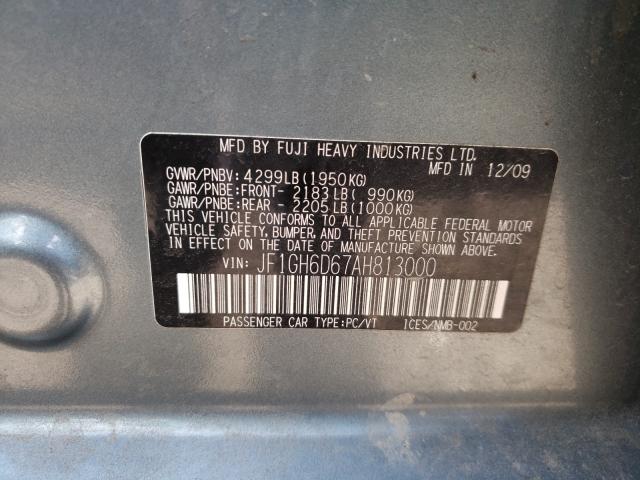 MFD BY FUJI HEAVY INDUSTRIES LTD.
MFD IN 12/09
GVWR/PNBV: 4299LB(1950KG)
GAWR/PNBE:FRONT- 2183LB( 990KG)
GAWR/PNBE:REAR - 2205LB(1000KG)
THIS VEHICLE CONFORMS TO ALL APPLICABLE FEDERAL MOTOR
VEHICLE SAFETY, BUMPER, AND THEFT PREVENTION STANDARDS
IN EFFECT ON THE DATE OF MANUFACTURE SHOWN ABOVE.
VIN: JF1GH6D67AH813000
PASSENGER CAR TYPE:PC/VT ICES/NMB-002